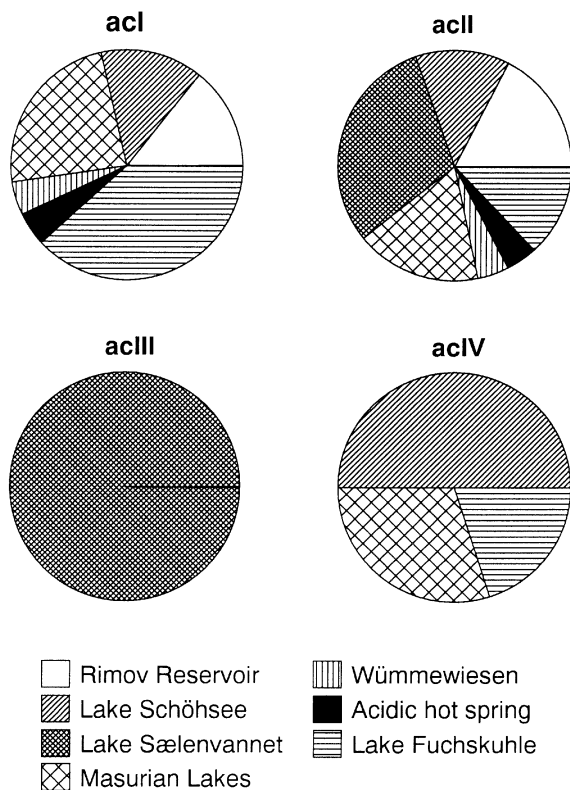 acI
acII
acIII
acIV
Rimov Reservoir
Lake Schöhsee
Lake Sælenvannet
Masurian Lakes
Wümmewiesen
Acidic hot spring
Lake Fuchskuhle